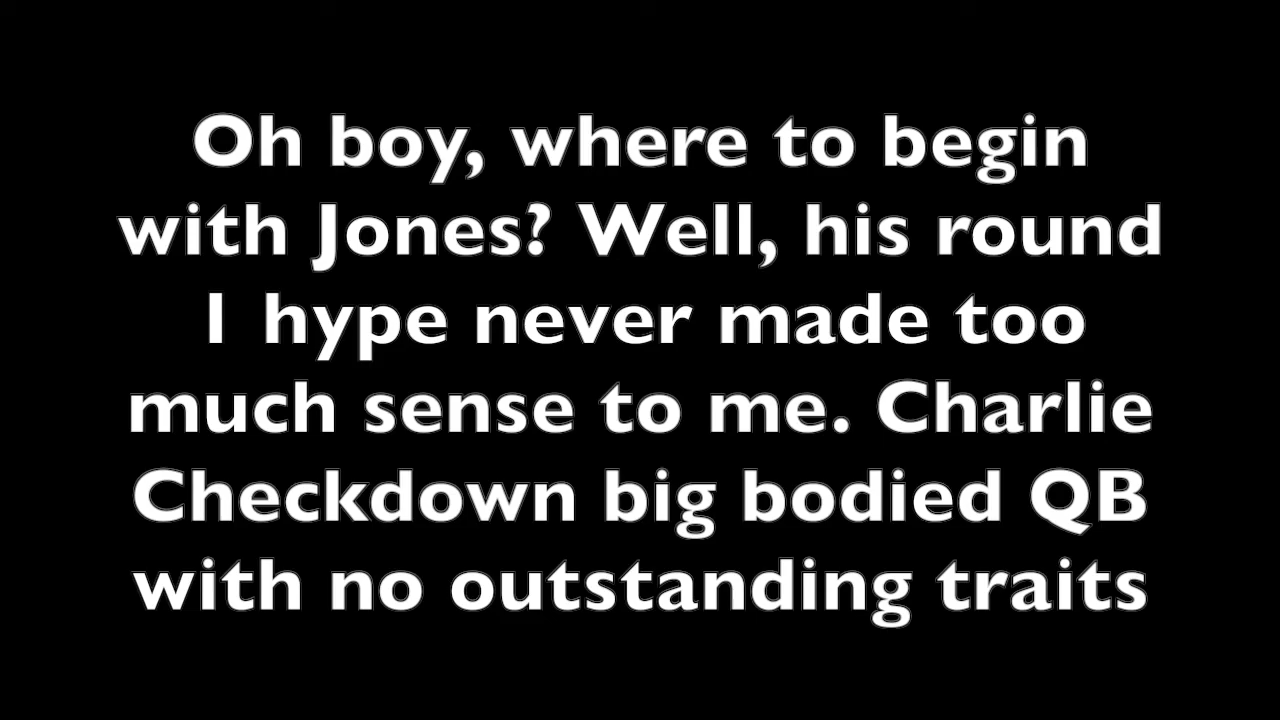 Oh boy, where to begin
with Jones? Well, his round
1 hype never made too
much sense to me. Charlie
Checkdown big bodied QB
with no outstanding traits